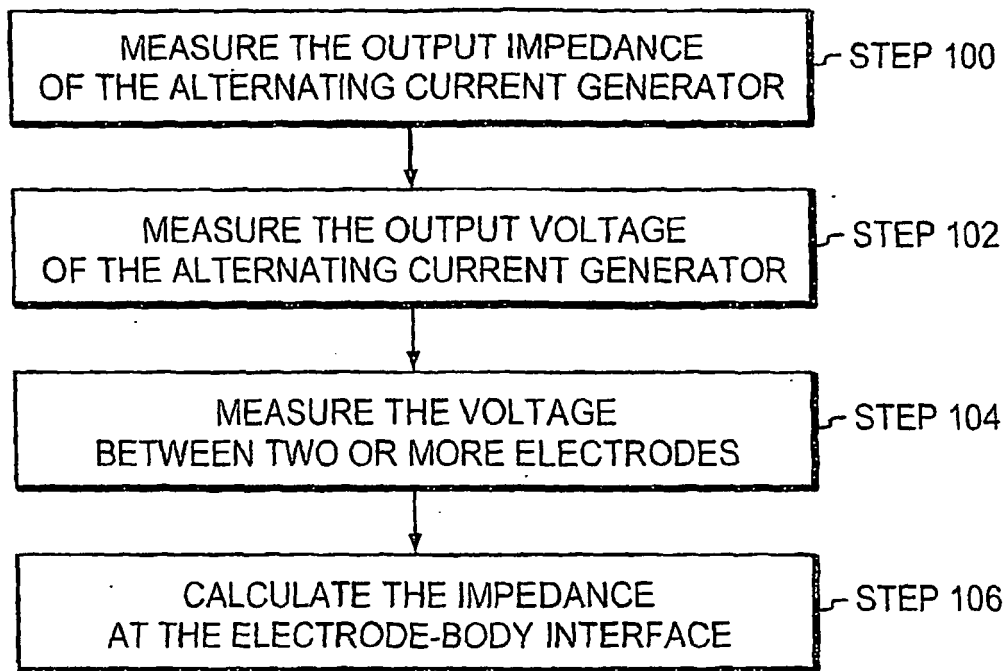 MEASURE THE OUTPUT IMPEDANCE
OF THE ALTERNATING CURRENT GENERATOR
STEP 100
MEASURE THE OUTPUT VOLTAGE
OF THE ALTERNATING CURRENT GENERATOR
STEP 102
MEASURE THE VOLTAGE
BETWEEN TWO OR MORE ELECTRODES
STEP 104
CALCULATE THE IMPEDANCE
AT THE ELECTRODE-BODY INTERFACE
STEP 106